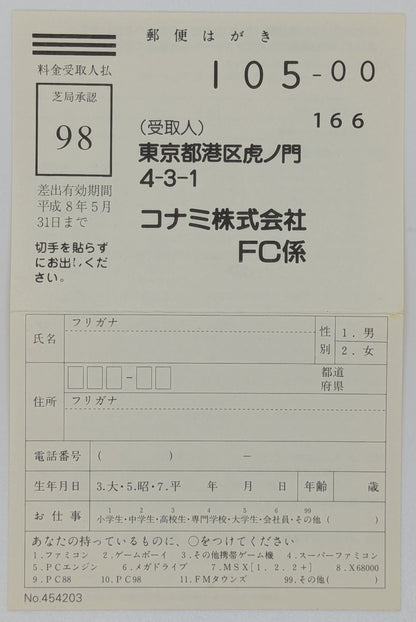 郵便はがき
料金受取人払
芝局承認
98
差出有効期間
平成8年5月
31日まで
切手を貼らず
にお出しくだ
さい。
105-00
166
(受取人)
東京都港区虎ノ門
4-3-1
コナミ株式会社
FC係
氏名 フリガナ 性別 1.男 2.女
住所 - 都道府県
フリガナ
電話番号 ( ) −
生年月日 3.大・5.昭・7.平 年 月 日 年齢 歳
お仕事 1小学生・2中学生・3高校生・4専門学校・5大学生・6会社員・99その他( )
あなたの持っているものに、○をつけてください
1.ファミコン 2.ゲームボーイ 3.その他携帯ゲーム機 4.スーパーファミコン
5.PCエンジン 6.メガドライブ 7.MSX[1.2.2+] 8.X68000
9.PC88 10.PC98 11.FMタウンズ 99.その他( )
No.454203